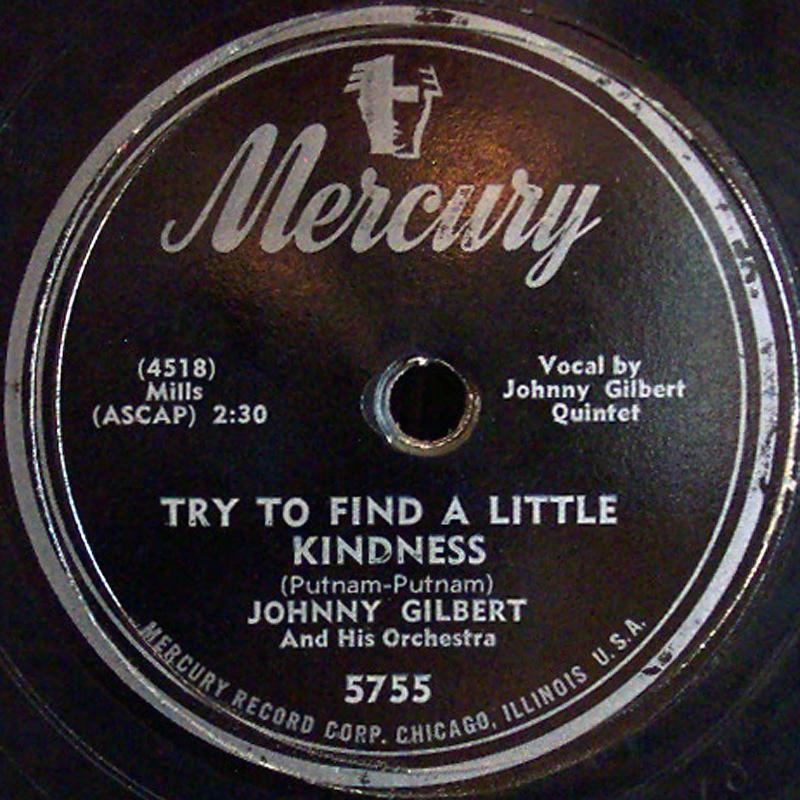 Mercury
(4518)
Mills
(ASCAP) 2:30
Vocal by
Johnny Gilbert
Quintet
TRY TO FIND A LITTLE
KINDNESS
(Putnam-Putnam)
JOHNNY GILBERT
And His Orchestra
5755
MERCURY RECORD CORP. CHICAGO, ILLINOIS U.S.A.